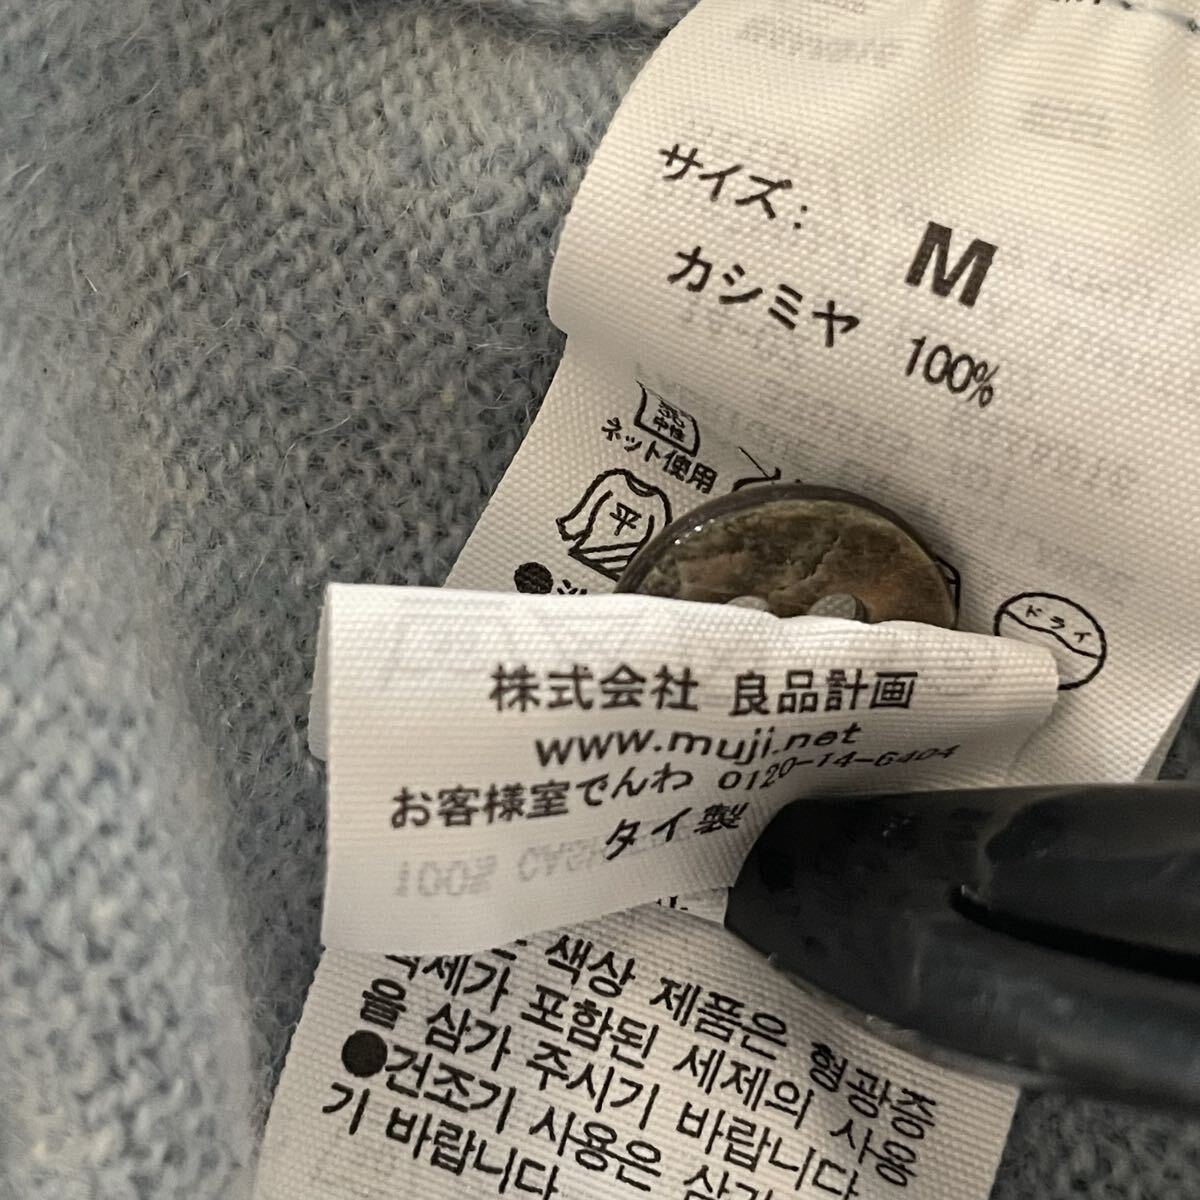 サイズ:
M
カシミヤ 100%
中性
ネット使用
平
ドライ
株式会社 良品計画
www.muji.net
お客様室でんわ 0120-14-6404
タイ製
색상 제품은 형광증
백제가 포함된 세제의 사용
을 삼가 주시기 바랍니다
●건조기 사용은 삼가
기 바랍니다